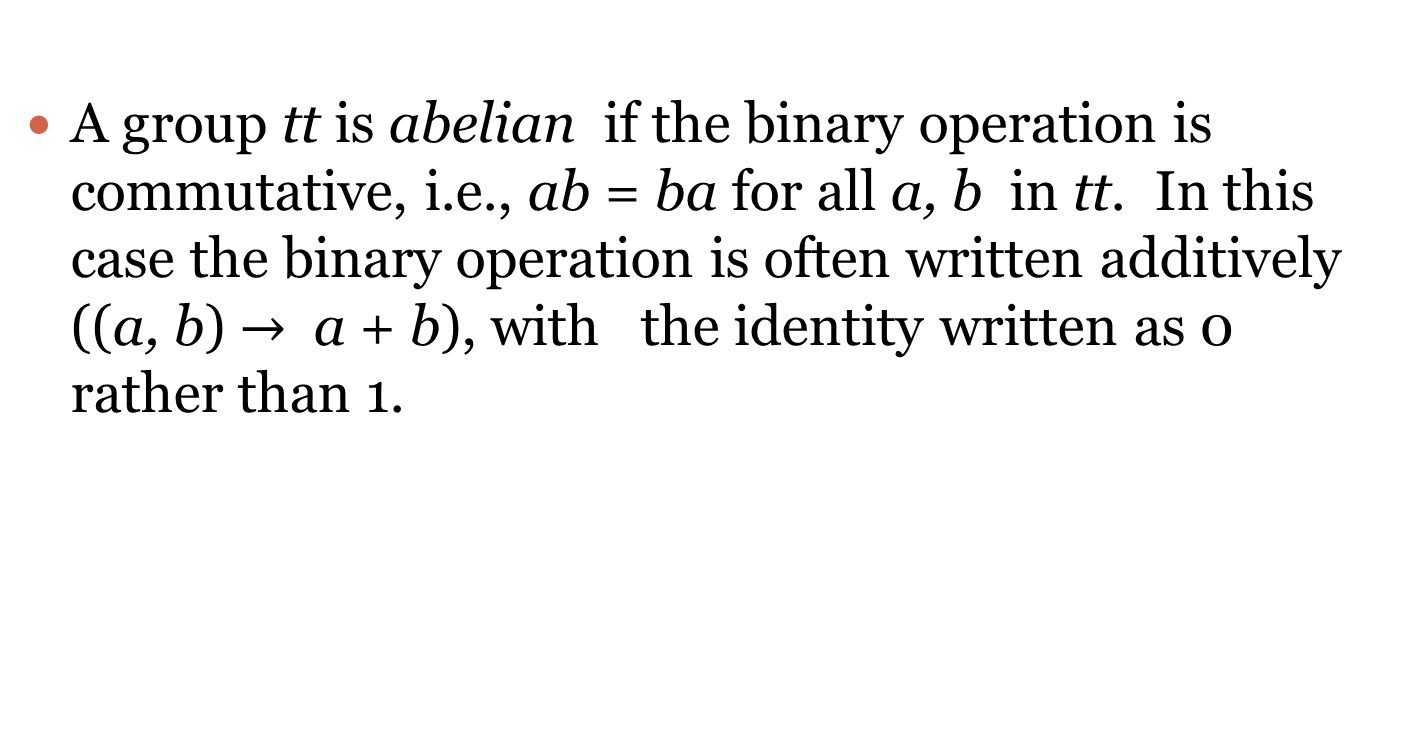 • A group tt is abelian if the binary operation is
commutative, i.e., ab = ba for all a, b in tt. In this
case the binary operation is often written additively
((a, b) → a + b), with the identity written as 0
rather than 1.